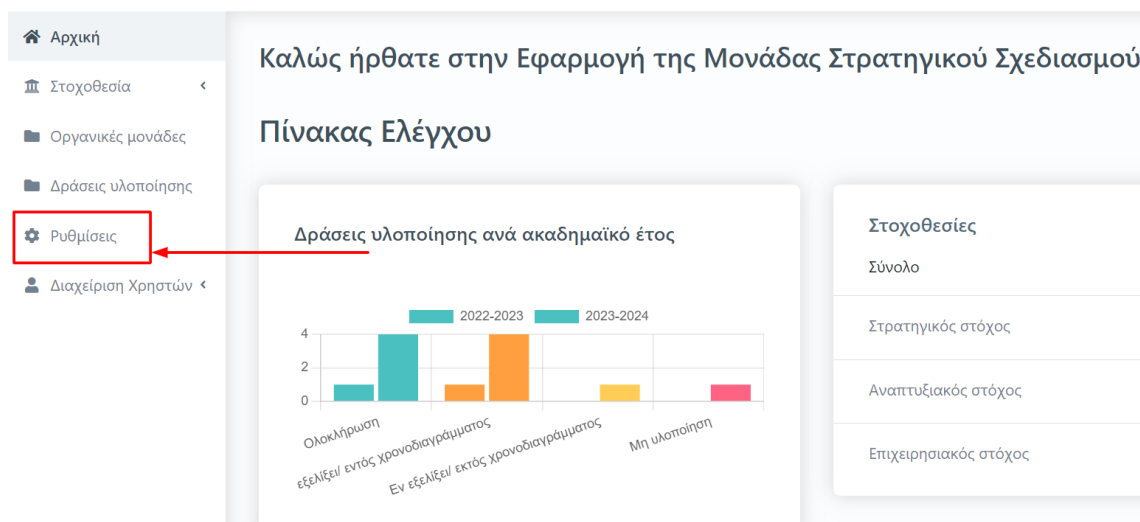 Αρχική
Στοχοθεσία
Οργανικές μονάδες
Δράσεις υλοποίησης
Ρυθμίσεις
Διαχείριση Χρηστών
Καλώς ήρθατε στην Εφαρμογή της Μονάδας Στρατηγικού Σχεδιασμού
Πίνακας Ελέγχου
Δράσεις υλοποίησης ανά ακαδημαϊκό έτος
2022-2023 2023-2024
4
2
0
Ολοκλήρωση
εξελίξει/ εντός χρονοδιαγράμματος
Εν εξελίξει/ εκτός χρονοδιαγράμματος
Μη υλοποίηση
Στοχοθεσίες
Σύνολο
Στρατηγικός στόχος
Αναπτυξιακός στόχος
Επιχειρησιακός στόχος